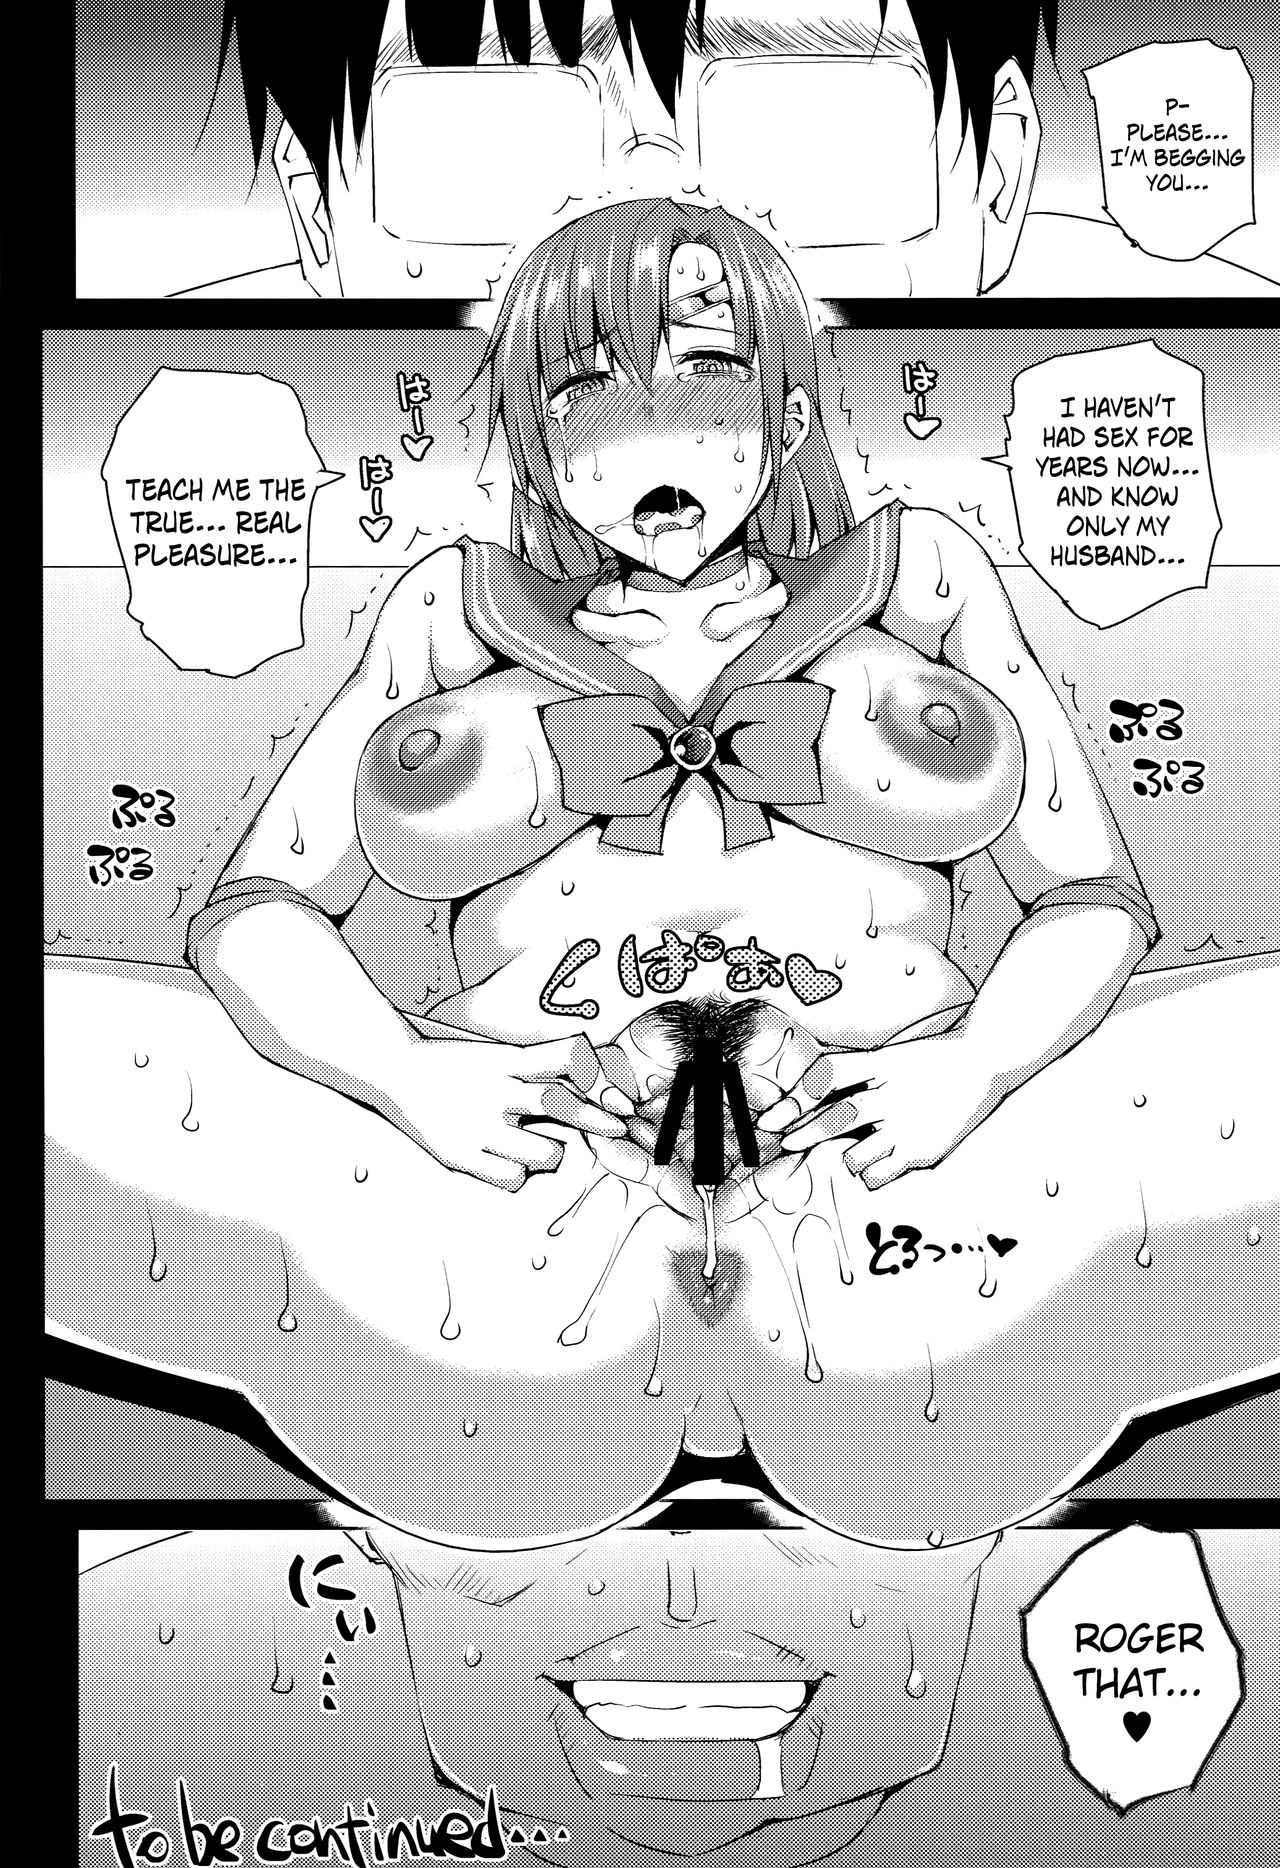 P-
PLEASE...
I'M BEGGING
YOU...
I HAVEN'T
HAD SEX FOR
YEARS NOW...
AND KNOW
ONLY MY
HUSBAND...
はー♡
はー♡
はー♡
TEACH ME THE
TRUE... REAL
PLEASURE...
ぷる
ぷる
ぷる
ぷる
くぱぁ♡
とろっ…♥
ROGER
THAT...
♥
にぃ…
to be continued...